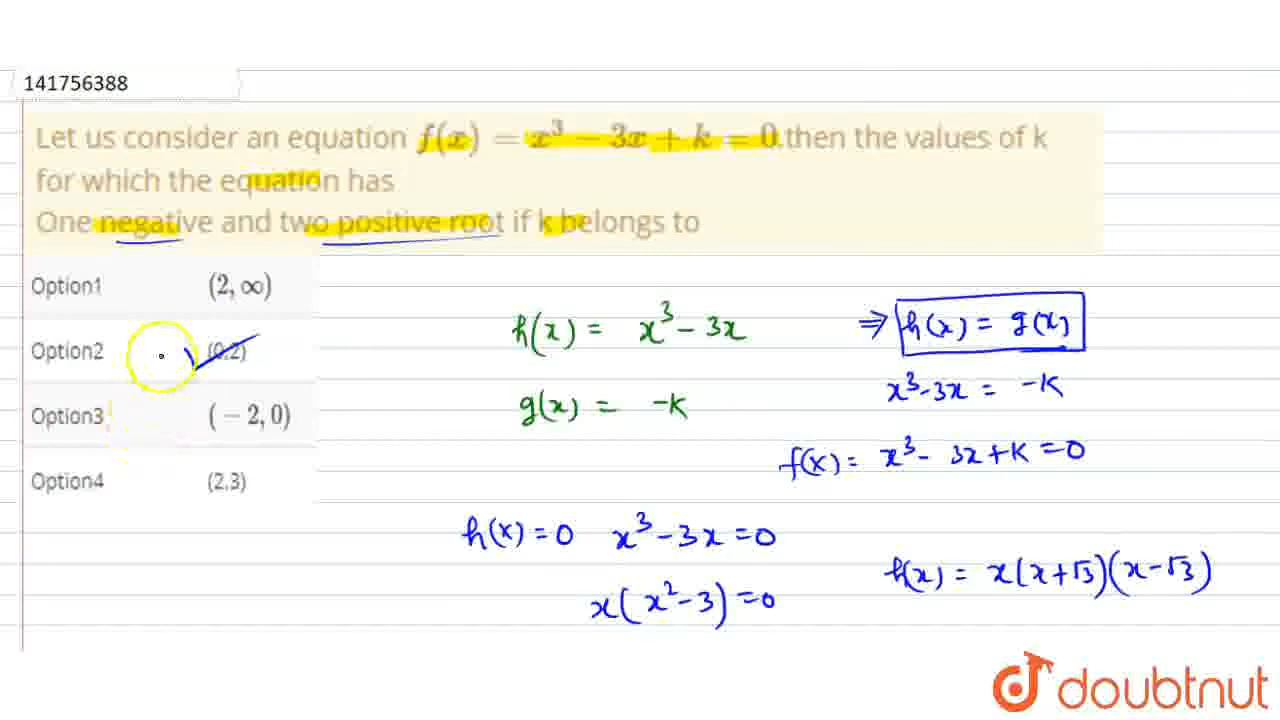 141756388
Let us consider an equation f(x) = x³ − 3x + k = 0.then the values of k
for which the equation has
One negative and two positive root if k belongs to
Option1 (2, ∞)
Option2 (0,2)
Option3 (−2, 0)
Option4 (2,3)
h(x) = x³ − 3x
g(x) = −k
⇒ h(x) = g(x)
x³−3x = −k
f(x) = x³ − 3x + k = 0
h(x) = 0 x³ − 3x = 0
x(x² − 3) = 0
h(x) = x(x+√3)(x−√3)
doubtnut